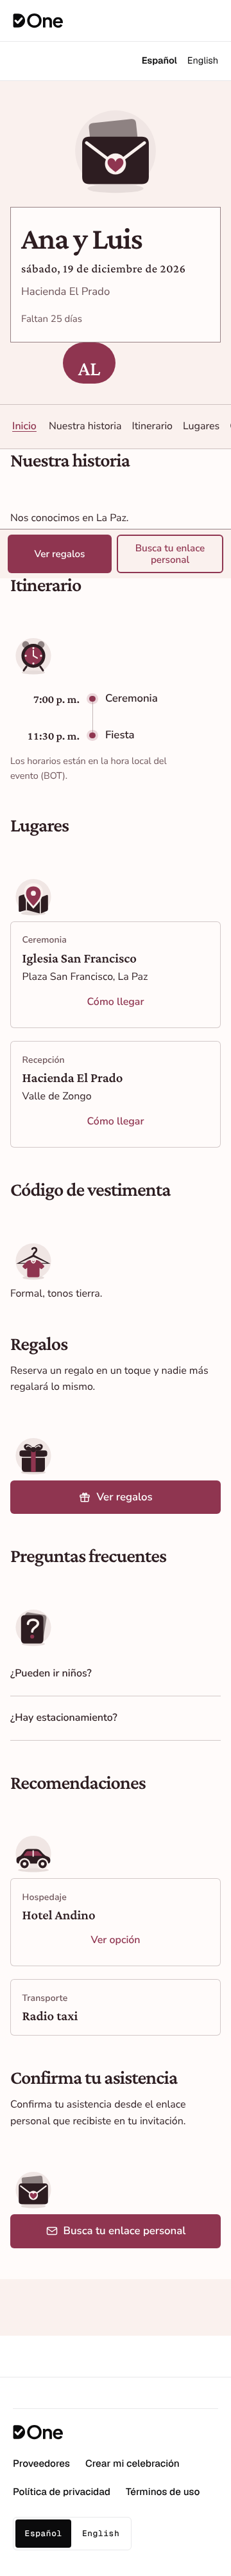 One
Español English
Ana y Luis
sábado, 19 de diciembre de 2026
Hacienda El Prado
Faltan 25 días
AL
Inicio Nuestra historia Itinerario Lugares
Nuestra historia
Nos conocimos en La Paz.
Ver regalos
Busca tu enlace
personal
Itinerario
7:00 p. m. Ceremonia
11:30 p. m. Fiesta
Los horarios están en la hora local del
evento (BOT).
Lugares
Ceremonia
Iglesia San Francisco
Plaza San Francisco, La Paz
Cómo llegar
Recepción
Hacienda El Prado
Valle de Zongo
Cómo llegar
Código de vestimenta
Formal, tonos tierra.
Regalos
Reserva un regalo en un toque y nadie más
regalará lo mismo.
Ver regalos
Preguntas frecuentes
?
¿Pueden ir niños?
¿Hay estacionamiento?
Recomendaciones
Hospedaje
Hotel Andino
Ver opción
Transporte
Radio taxi
Confirma tu asistencia
Confirma tu asistencia desde el enlace
personal que recibiste en tu invitación.
Busca tu enlace personal
One
Proveedores Crear mi celebración
Política de privacidad Términos de uso
Español English